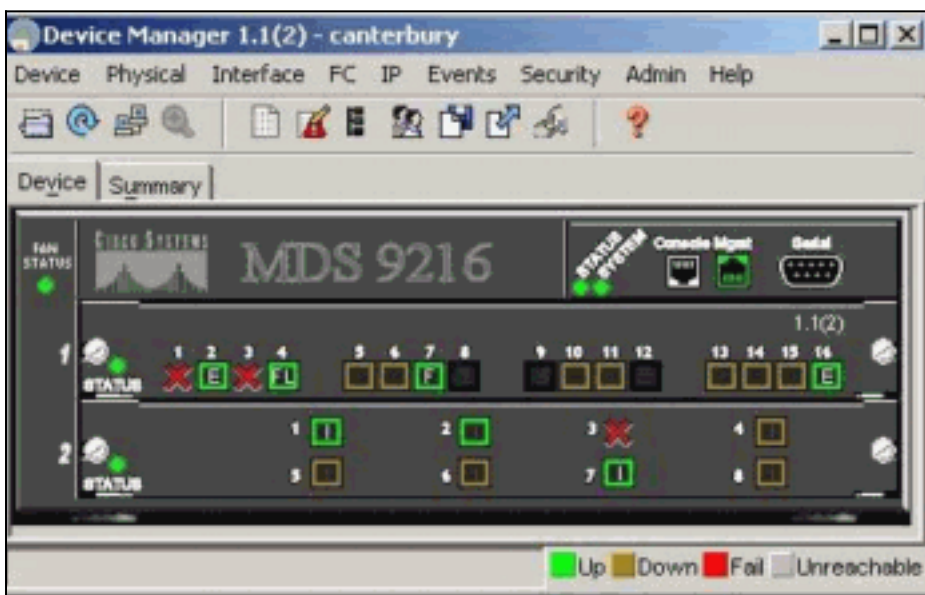 Device Manager 1.1(2) - canterbury
Device Physical Interface FC IP Events Security Admin Help
Device Summary
FAN STATUS
CISCO SYSTEMS
MDS 9216
STATUS
SYSTEM
Console Mgmt Serial
1.1(2)
1
STATUS
1 2 3 4 5 6 7 8 9 10 11 12 13 14 15 16
E FL F E
2
STATUS
1 2 3 4
I I
5 6 7 8
I
Up Down Fail Unreachable